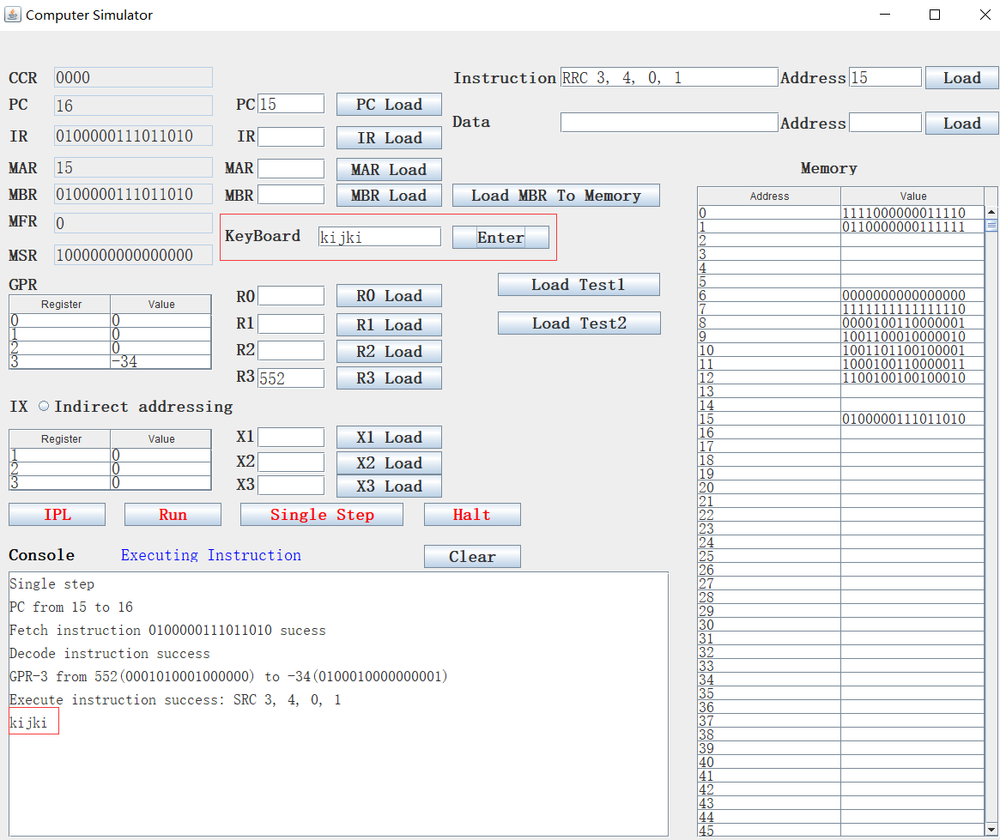 Computer Simulator
CCR 0000 Instruction RRC 3, 4, 0, 1 Address 15 Load
PC 16 PC 15 PC Load
Data Address Load
IR 0100000111011010 IR IR Load
MAR 15 MAR MAR Load Memory
MBR 0100000111011010 MBR MBR Load Load MBR To Memory
MFR 0
KeyBoard kijki Enter
MSR 1000000000000000
GPR
Register Value
0 0
1 0
2 0
3 -34
R0 R0 Load
R1 R1 Load
R2 R2 Load
R3 552 R3 Load
Load Test1
Load Test2
IX Indirect addressing
Register Value
1 0
2 0
3 0
X1 X1 Load
X2 X2 Load
X3 X3 Load
IPL Run Single Step Halt
Console Executing Instruction Clear
Single step
PC from 15 to 16
Fetch instruction 0100000111011010 sucess
Decode instruction success
GPR-3 from 552(0001010001000000) to -34(0100010000000001)
Execute instruction success: SRC 3, 4, 0, 1
kijki
Address Value
0 1111000000011110
1 0110000000111111
2
3
4
5
6 0000000000000000
7 1111111111111110
8 0000100110000001
9 1001100010000010
10 1001101100100001
11 1000100110000011
12 1100100100100010
13
14
15 0100000111011010
16
17
18
19
20
21
22
23
24
25
26
27
28
29
30
31
32
33
34
35
36
37
38
39
40
41
42
43
44
45